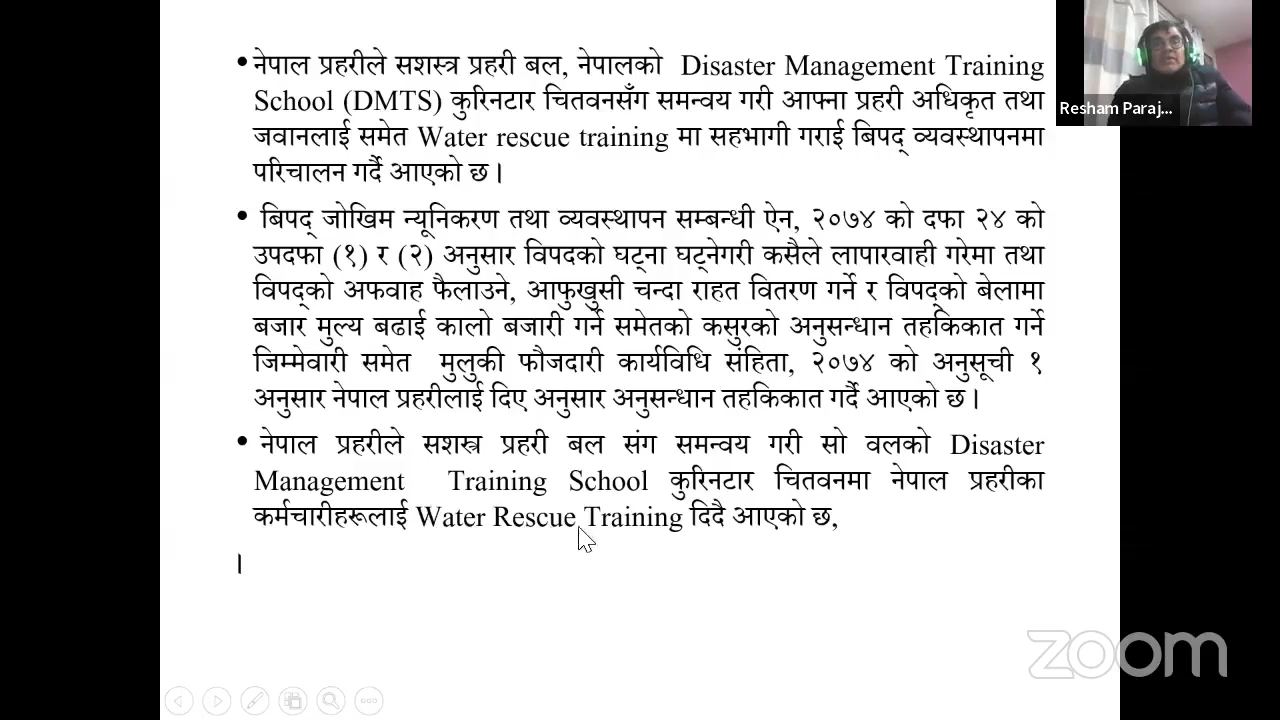 • नेपाल प्रहरीले सशस्त्र प्रहरी बल, नेपालको Disaster Management Training
School (DMTS) कुरिनटार चितवनसँग समन्वय गरी आफ्ना प्रहरी अधिकृत तथा
जवानलाई समेत Water rescue training मा सहभागी गराई बिपद् व्यवस्थापनमा
परिचालन गर्दै आएको छ।
• बिपद् जोखिम न्यूनिकरण तथा व्यवस्थापन सम्बन्धी ऐन, २०७४ को दफा २४ को
उपदफा (१) र (२) अनुसार विपदको घट्ना घट्नेगरी कसैले लापारवाही गरेमा तथा
विपद्को अफवाह फैलाउने, आफुखुसी चन्दा राहत वितरण गर्ने र विपद्को बेलामा
बजार मुल्य बढाई कालो बजारी गर्ने समेतको कसुरको अनुसन्धान तहकिकात गर्ने
जिम्मेवारी समेत मुलुकी फौजदारी कार्यविधि संहिता, २०७४ को अनुसूची १
अनुसार नेपाल प्रहरीलाई दिए अनुसार अनुसन्धान तहकिकात गर्दै आएको छ।
• नेपाल प्रहरीले सशस्त्र प्रहरी बल संग समन्वय गरी सो वलको Disaster
Management Training School कुरिनटार चितवनमा नेपाल प्रहरीका
कर्मचारीहरूलाई Water Rescue Training दिदै आएको छ,
।
Resham Paraj...
zoom